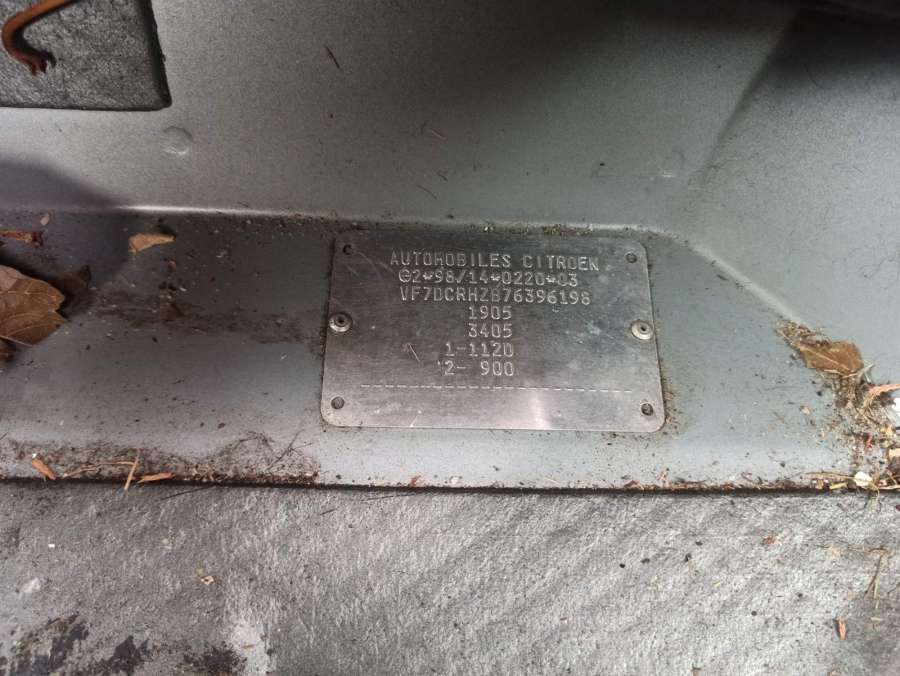 AUTOMOBILES CITROEN
e2*98/14*0220*03
VF7DCRHZB76396198
1905
3405
1-1120
2- 900